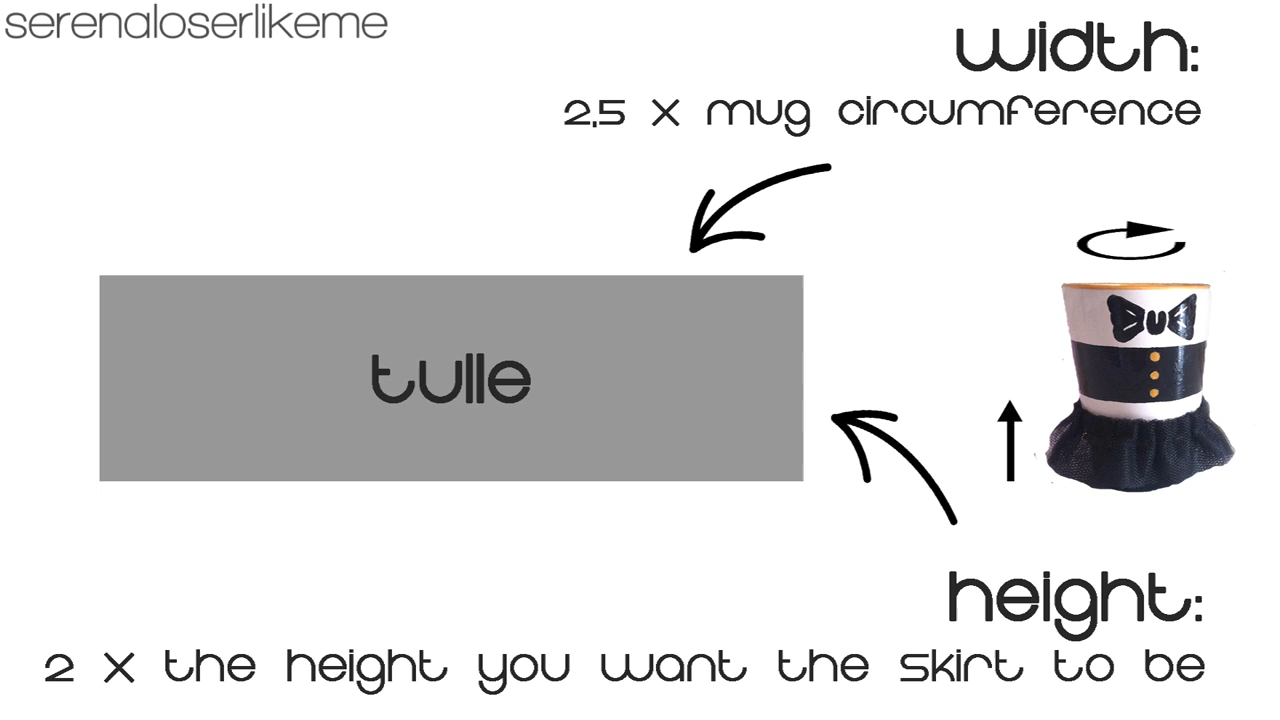 serenaloserlikeme
width:
2,5 x mug circumference
tulle
height:
2 x the height you want the skirt to be